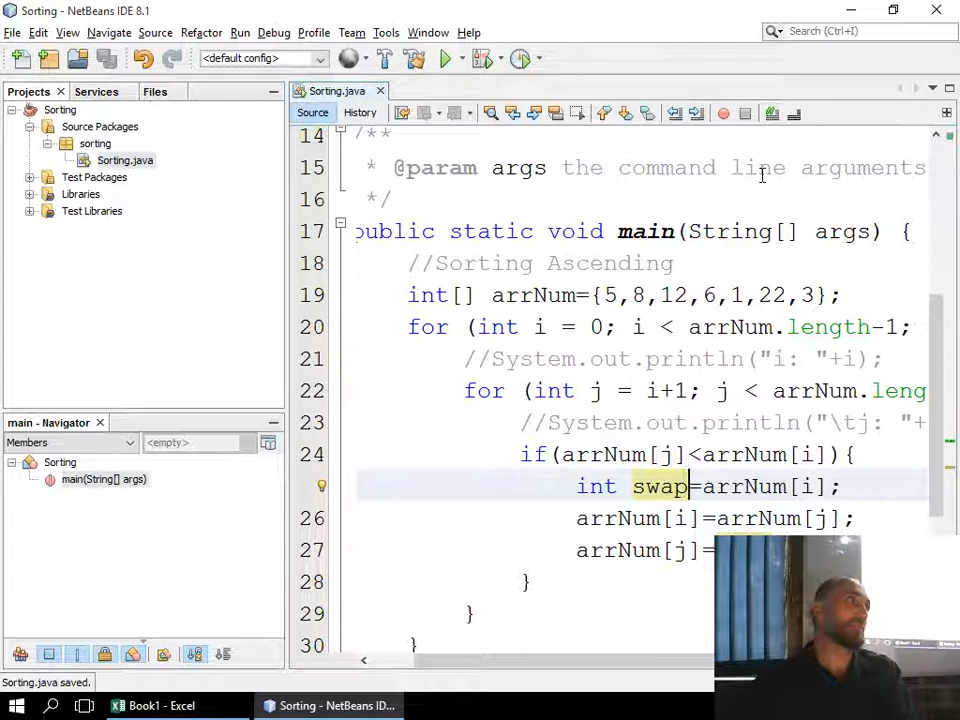 Sorting - NetBeans IDE 8.1
File Edit View Navigate Source Refactor Run Debug Profile Team Tools Window Help
Search (Ctrl+I)
<default config>
Projects Services Files
Sorting.java
Sorting
Source Packages
sorting
Sorting.java
Test Packages
Libraries
Test Libraries
Source History
14 /**
15 * @param args the command line arguments
16 */
17 public static void main(String[] args) {
18 //Sorting Ascending
19 int[] arrNum={5,8,12,6,1,22,3};
20 for (int i = 0; i < arrNum.length-1;
21 //System.out.println("i: "+i);
22 for (int j = i+1; j < arrNum.leng
23 //System.out.println("\tj: "+
24 if(arrNum[j]<arrNum[i]){
int swap=arrNum[i];
26 arrNum[i]=arrNum[j];
27 arrNum[j]=
28 }
29 }
30 }
main - Navigator
Members <empty>
Sorting
main(String[] args)
Sorting.java saved.
Book1 - Excel
Sorting - NetBeans ID...